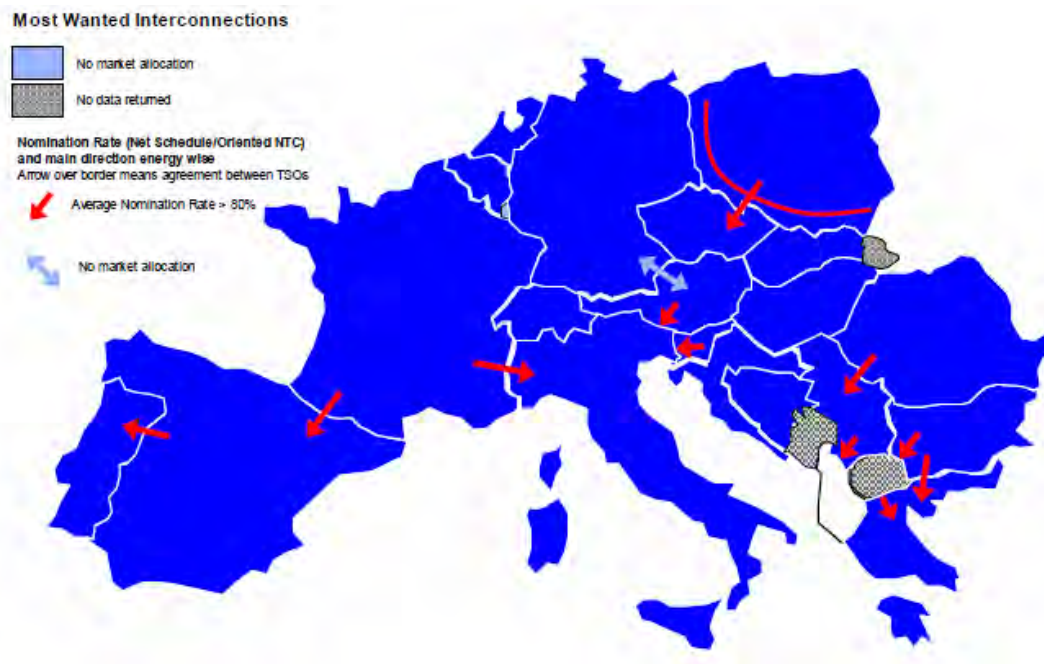 Most Wanted Interconnections
No market allocation
No data returned
Nomination Rate (Net Schedule/Oriented NTC)
and main direction energy wise
Arrow over border means agreement between TSOs
Average Nomination Rate > 80%
No market allocation